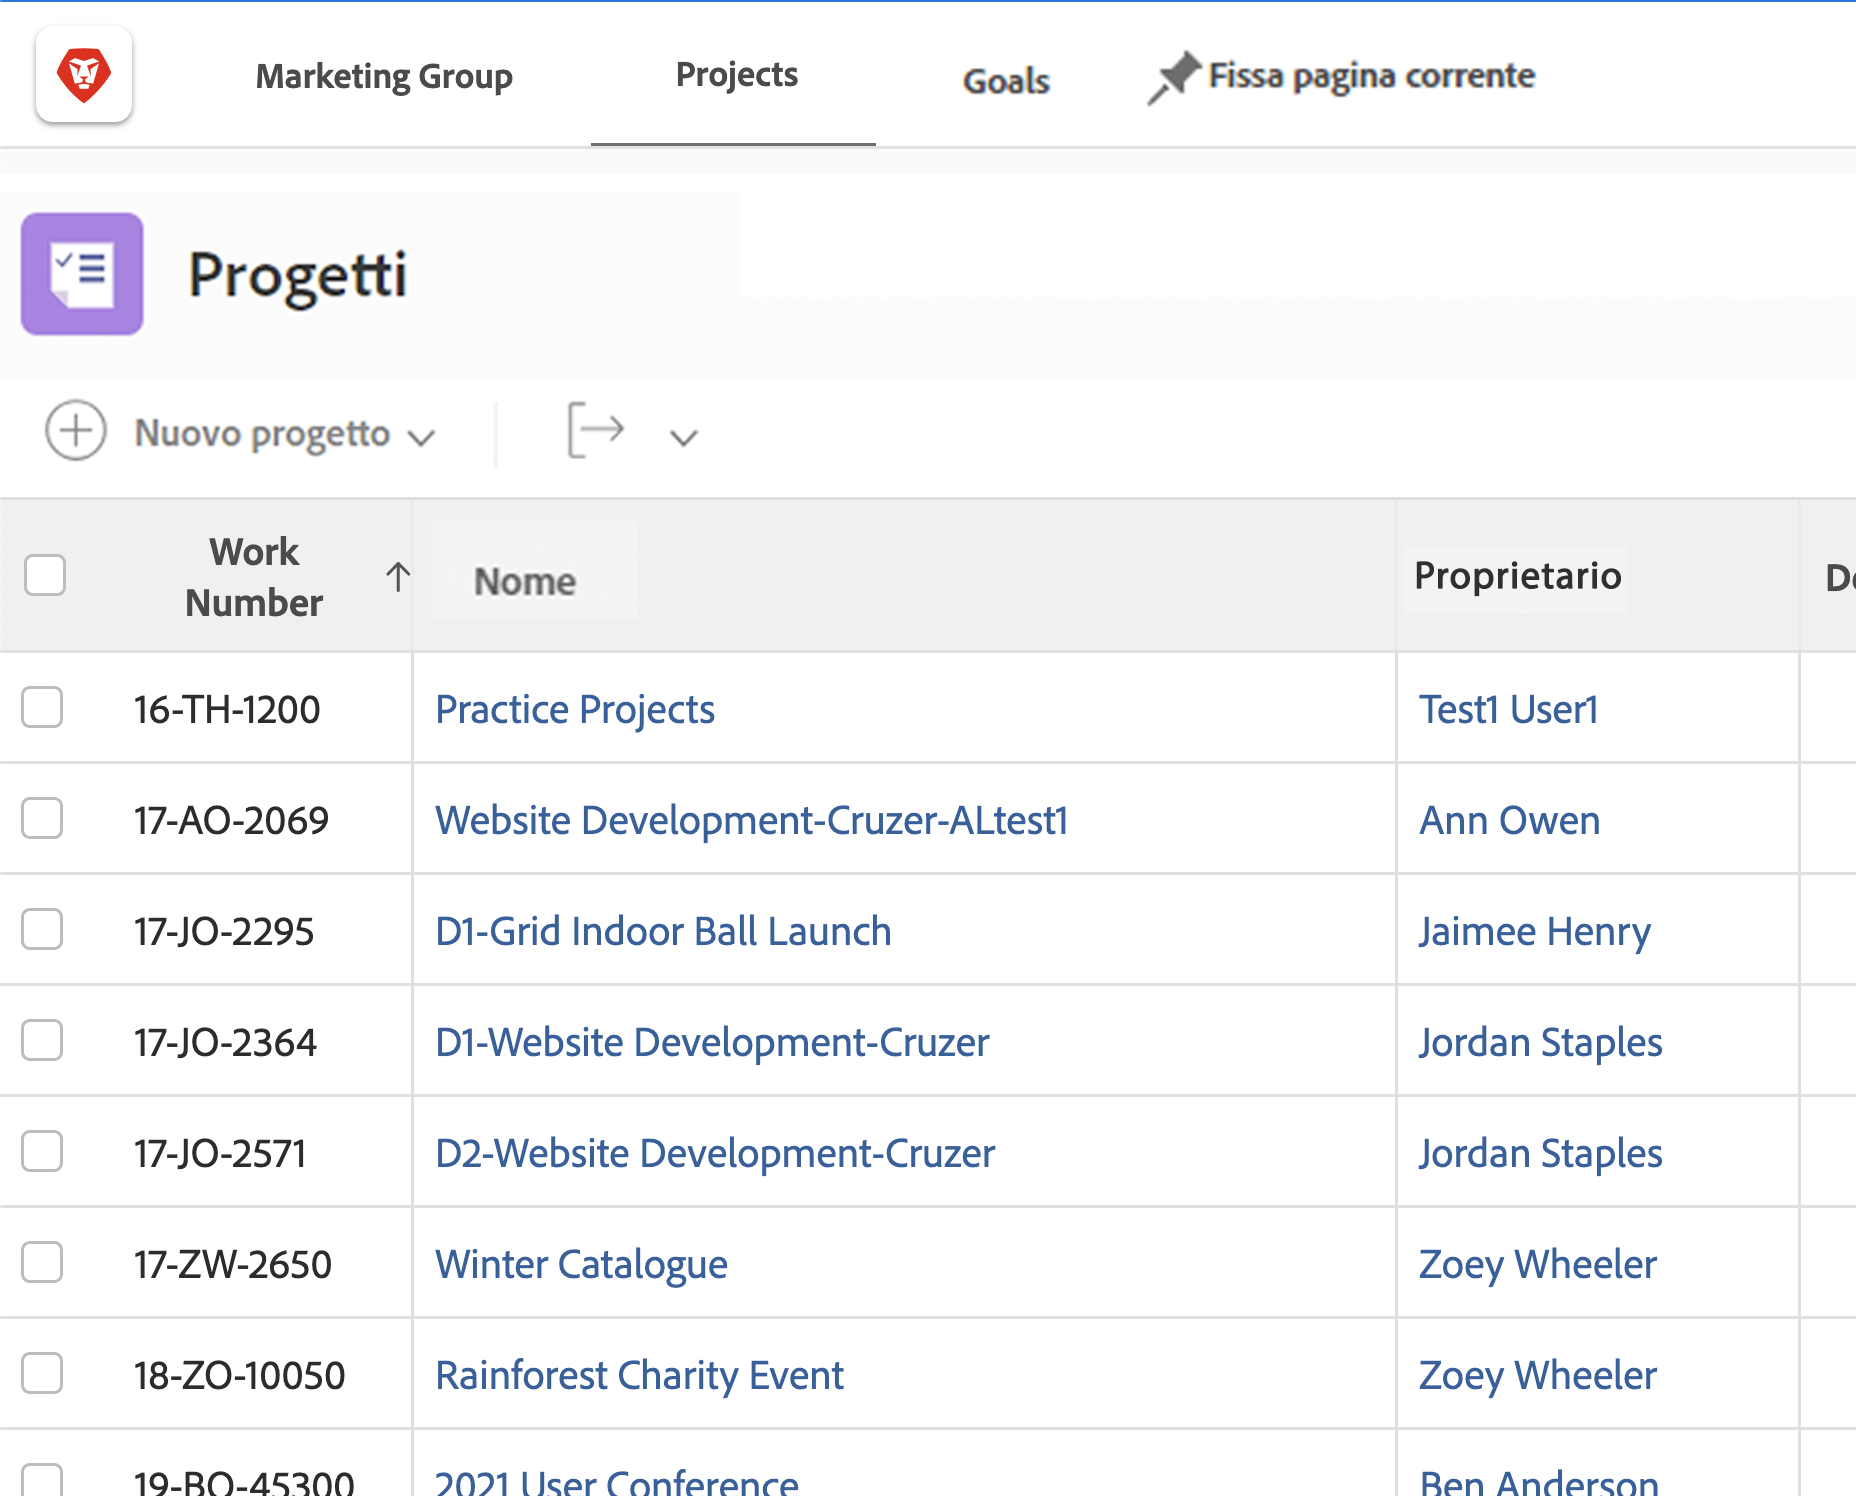 Marketing Group Projects Goals Fissa pagina corrente
Progetti
Nuovo progetto
Work Number Nome Proprietario
16-TH-1200 Practice Projects Test1 User1
17-AO-2069 Website Development-Cruzer-ALtest1 Ann Owen
17-JO-2295 D1-Grid Indoor Ball Launch Jaimee Henry
17-JO-2364 D1-Website Development-Cruzer Jordan Staples
17-JO-2571 D2-Website Development-Cruzer Jordan Staples
17-ZW-2650 Winter Catalogue Zoey Wheeler
18-ZO-10050 Rainforest Charity Event Zoey Wheeler
19-BO-45300 2021 User Conference Ben Anderson